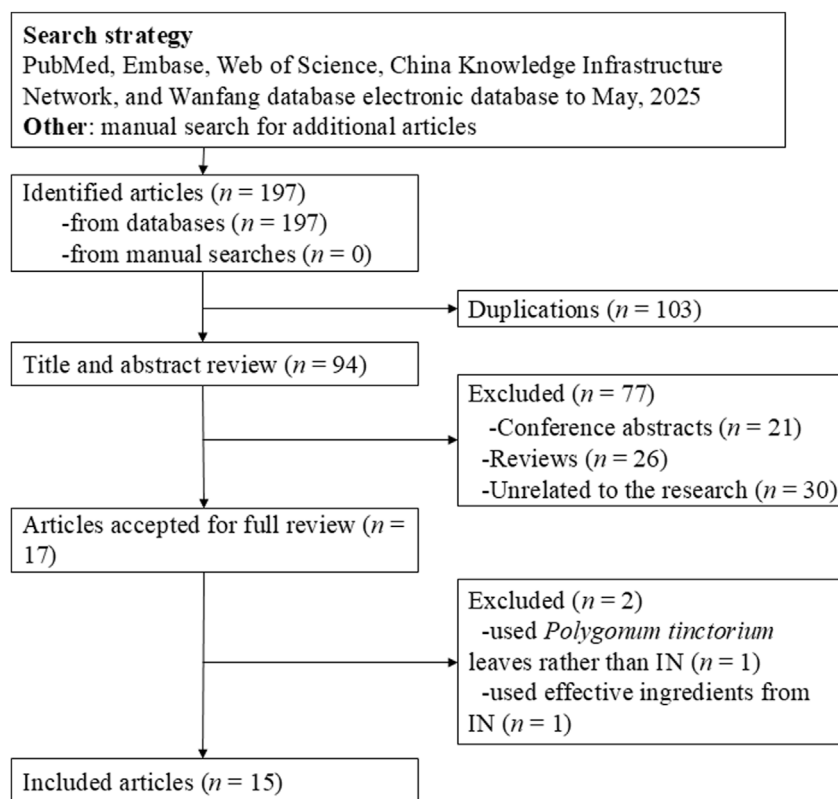 Search strategy
PubMed, Embase, Web of Science, China Knowledge Infrastructure
Network, and Wanfang database electronic database to May, 2025
Other: manual search for additional articles
Identified articles (n = 197)
-from databases (n = 197)
-from manual searches (n = 0)
Duplications (n = 103)
Title and abstract review (n = 94)
Excluded (n = 77)
-Conference abstracts (n = 21)
-Reviews (n = 26)
-Unrelated to the research (n = 30)
Articles accepted for full review (n =
17)
Excluded (n = 2)
-used Polygonum tinctorium
leaves rather than IN (n = 1)
-used effective ingredients from
IN (n = 1)
Included articles (n = 15)